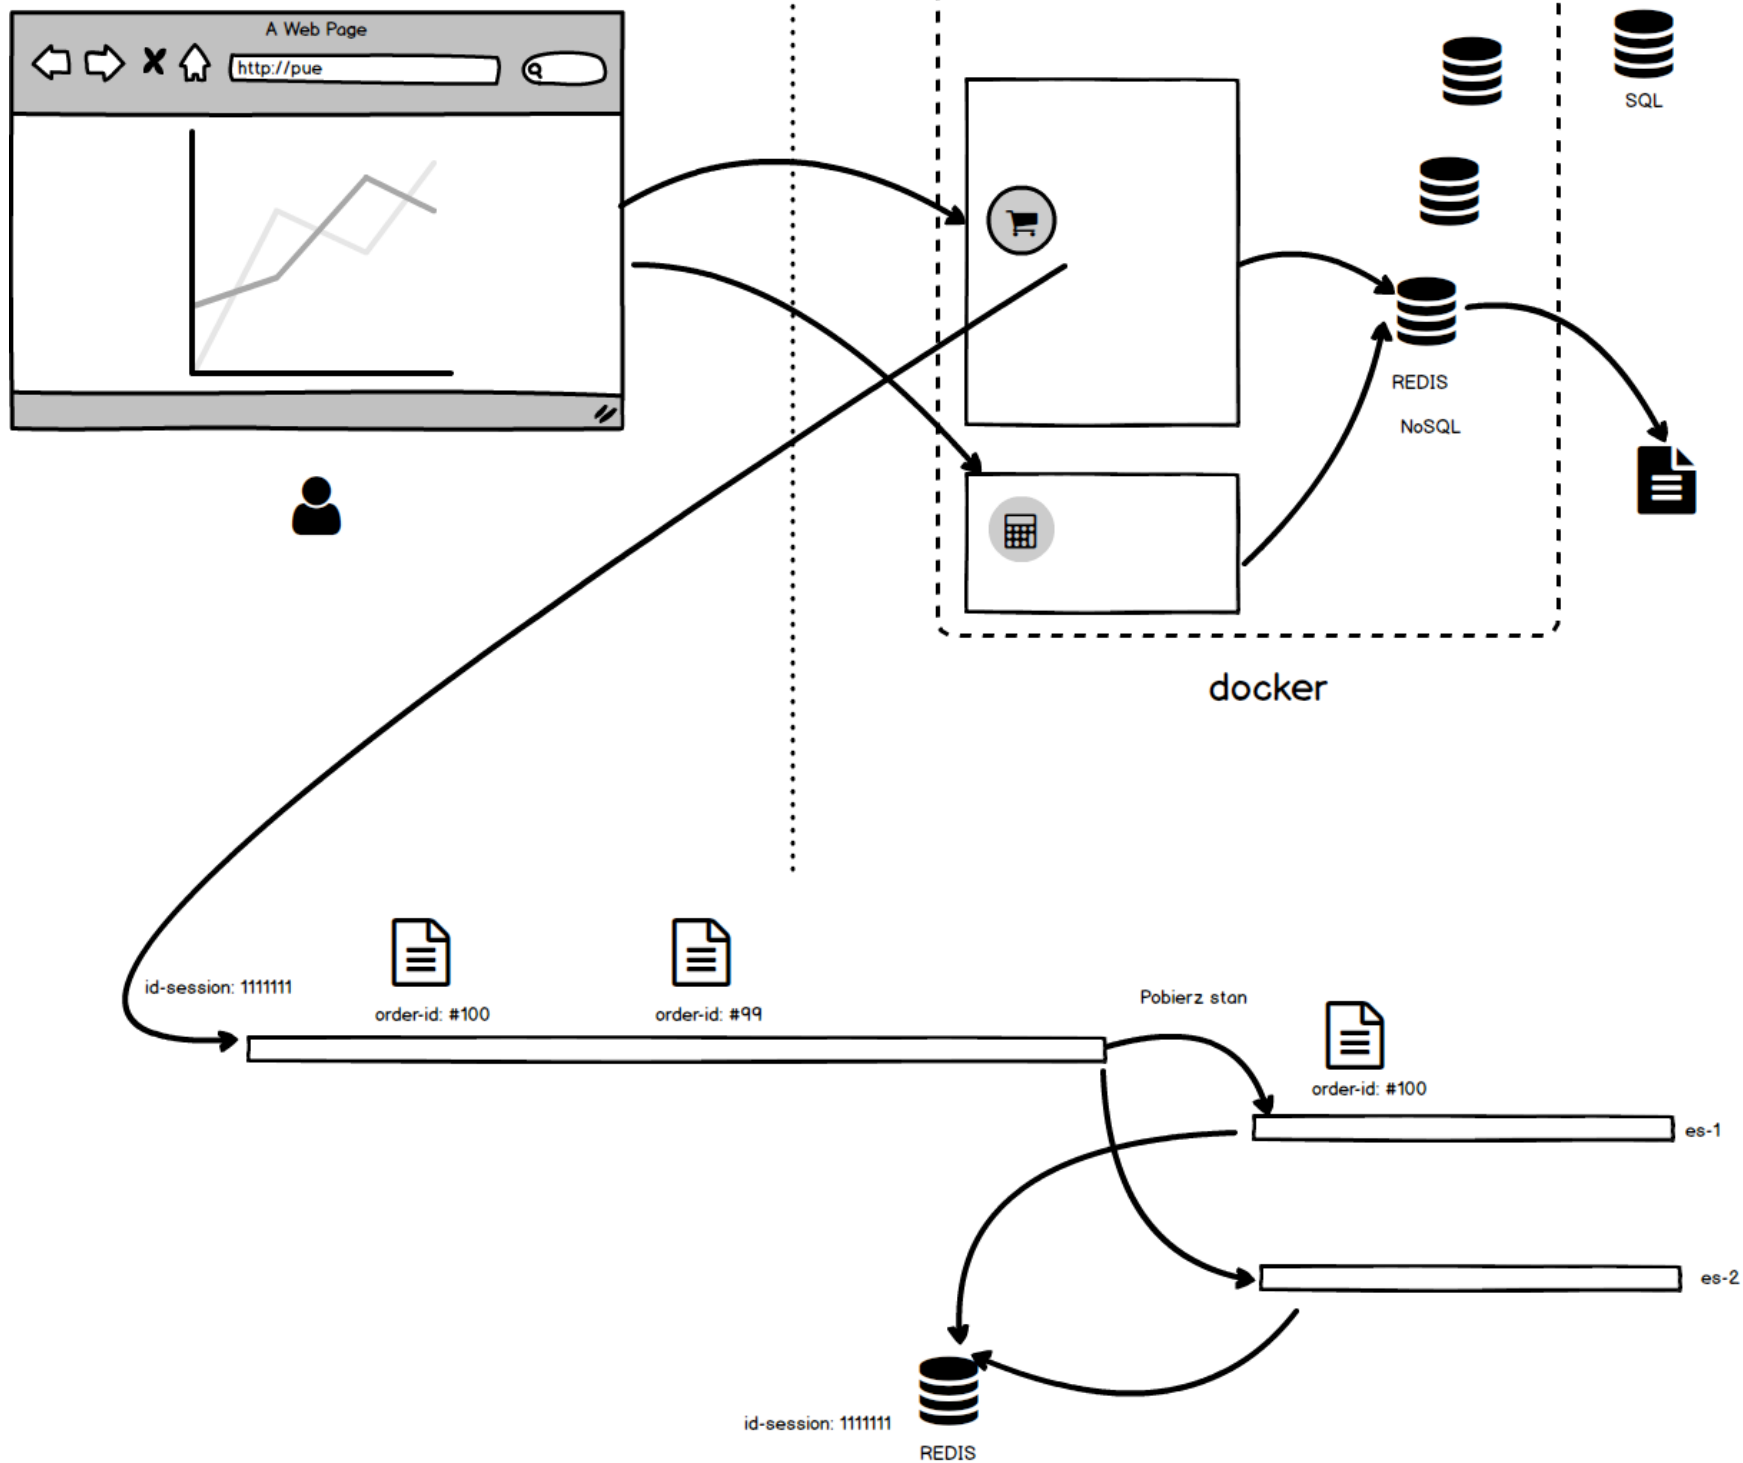 A Web Page
http://pue
SQL
REDIS
NoSQL
docker
id-session: 1111111
order-id: #100
order-id: #99
Pobierz stan
order-id: #100
es-1
es-2
id-session: 1111111
REDIS